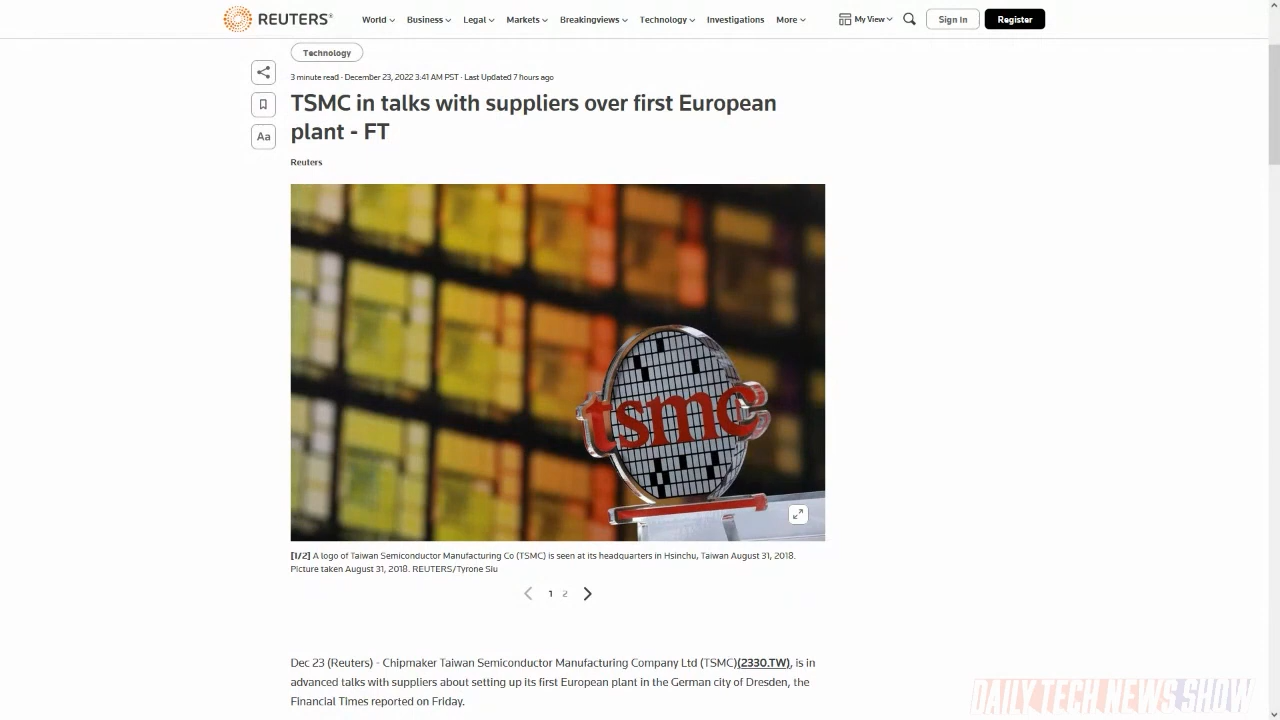 REUTERS®
World Business Legal Markets Breakingviews Technology Investigations More
My View
Sign In
Register
Technology
3 minute read · December 23, 2022 3:41 AM PST · Last Updated 7 hours ago
TSMC in talks with suppliers over first European
plant - FT
Aa
Reuters
tsmc
[1/2] A logo of Taiwan Semiconductor Manufacturing Co (TSMC) is seen at its headquarters in Hsinchu, Taiwan August 31, 2018.
Picture taken August 31, 2018. REUTERS/Tyrone Siu
1 2
Dec 23 (Reuters) - Chipmaker Taiwan Semiconductor Manufacturing Company Ltd (TSMC)(2330.TW), is in
advanced talks with suppliers about setting up its first European plant in the German city of Dresden, the
Financial Times reported on Friday.
DAILY TECH NEWS SHOW